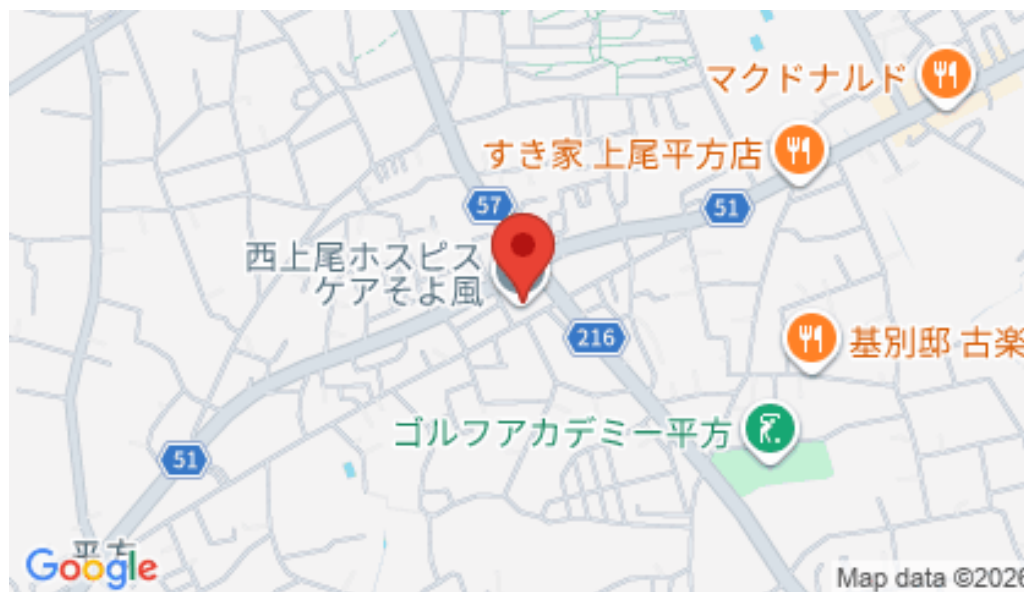 マクドナルド
すき家 上尾平方店
57
51
西上尾ホスピス
ケアそよ風
216
基別邸 古楽
ゴルフアカデミー平方
51
平方
Google
Map data ©2026